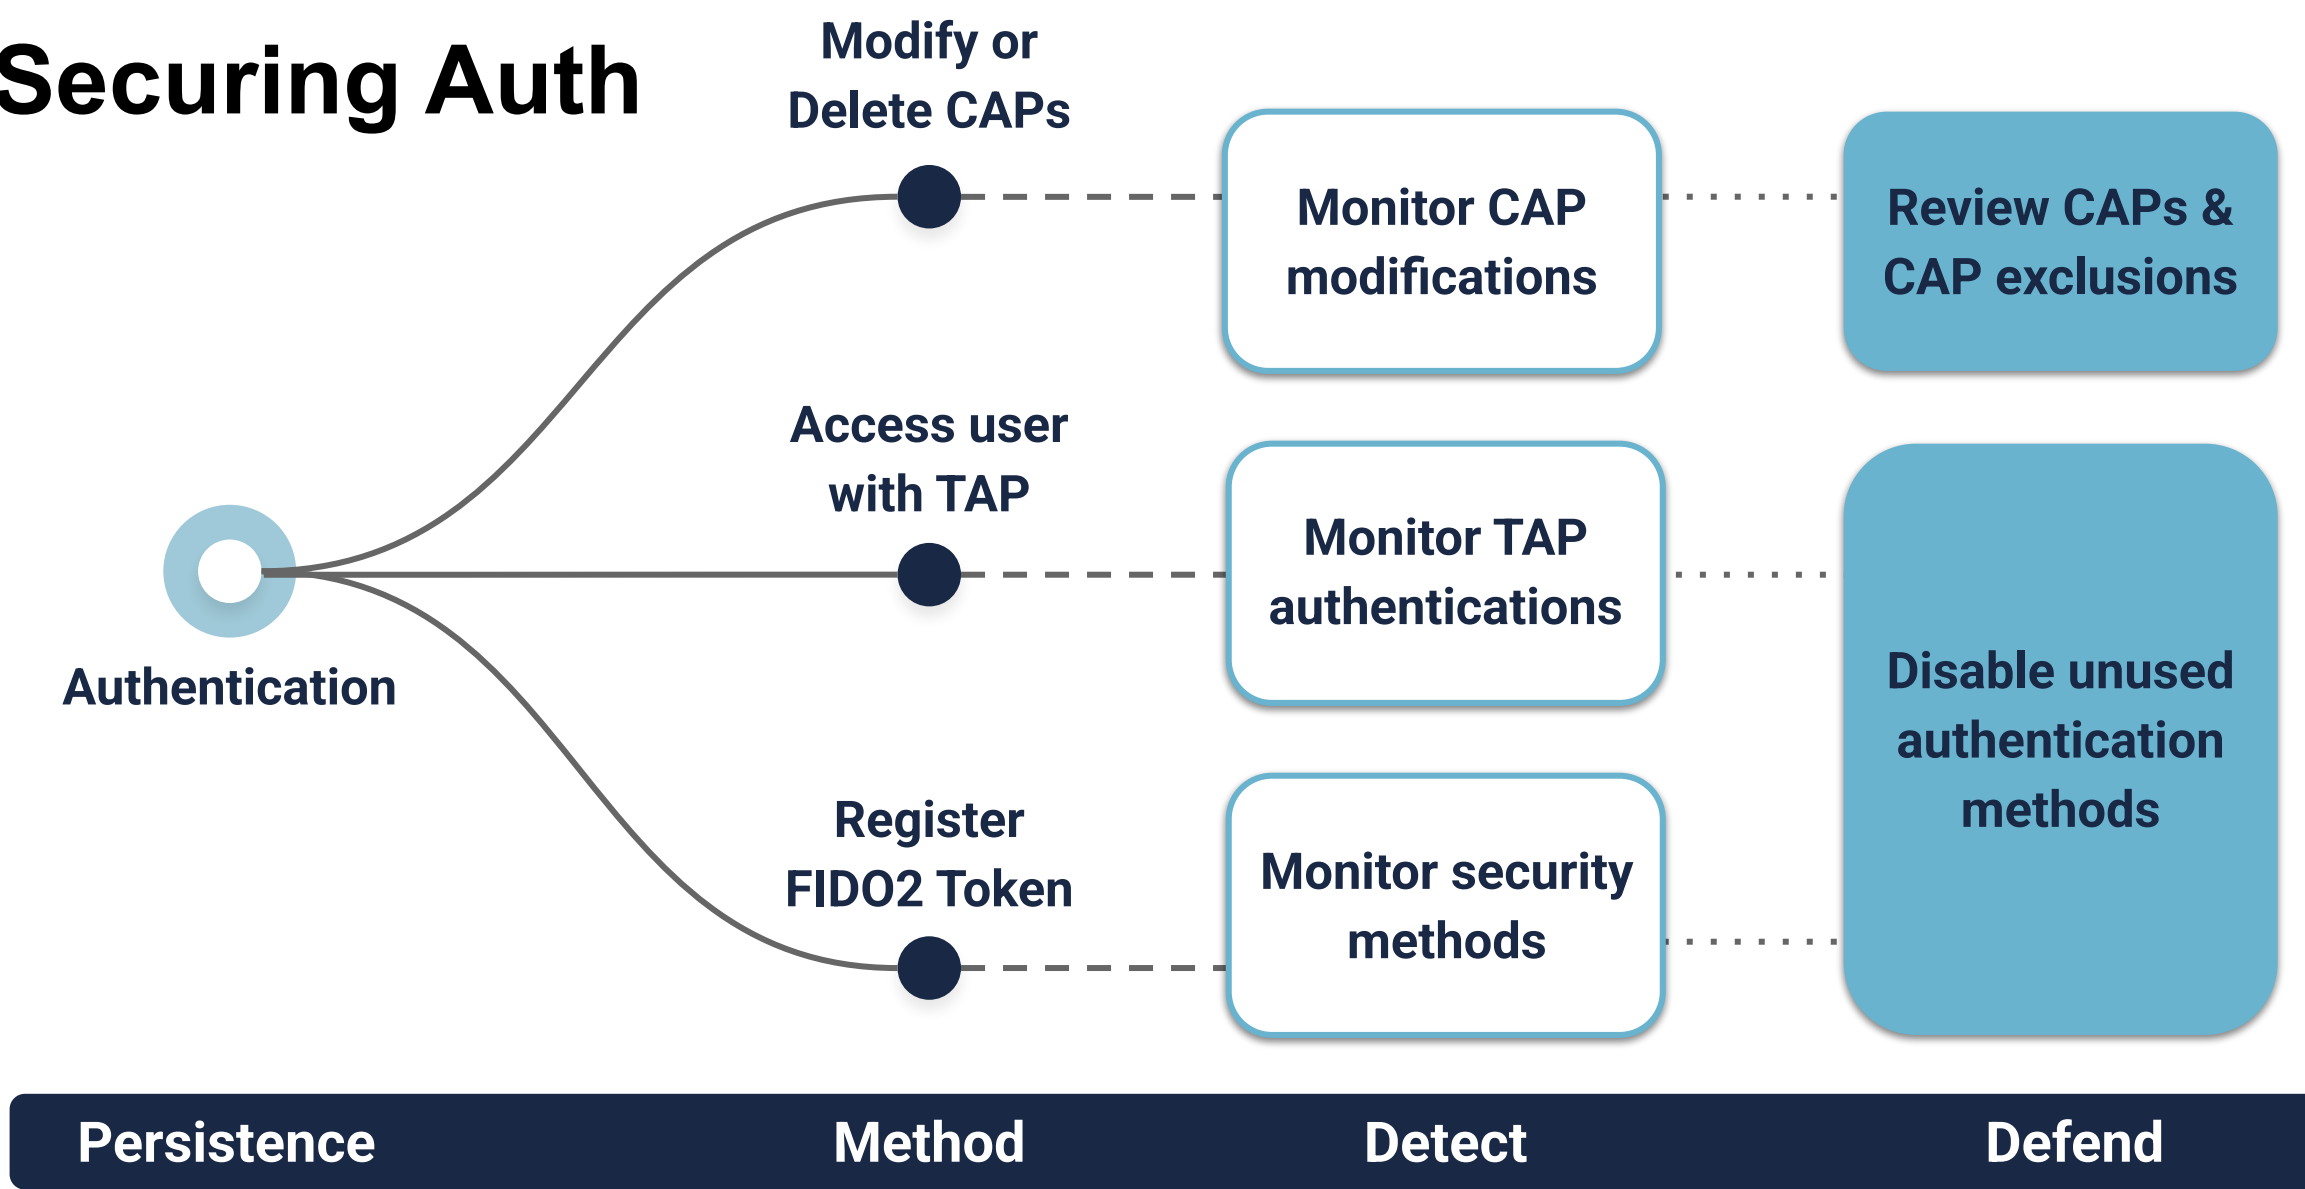 Securing Auth
Modify or
Delete CAPs
Monitor CAP
modifications
Review CAPs &
CAP exclusions
Access user
with TAP
Monitor TAP
authentications
Authentication
Disable unused
authentication
methods
Register
FIDO2 Token
Monitor security
methods
Persistence
Method
Detect
Defend